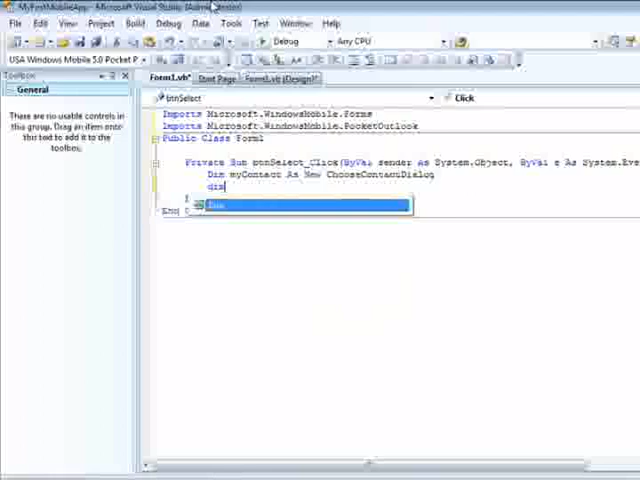 MyFirstMobileApp - Microsoft Visual Studio (Administrator)
File Edit View Project Build Debug Data Tools Test Window Help
Debug Any CPU
USA Windows Mobile 5.0 Pocket P
Toolbox
General
There are no usable controls in
this group. Drag an item onto
this text to add it to the
toolbox.
Form1.vb* Start Page Form1.vb [Design]*
btnSelect Click
Imports Microsoft.WindowsMobile.Forms
Imports Microsoft.WindowsMobile.PocketOutlook
Public Class Form1
Private Sub btnSelect_Click(ByVal sender As System.Object, ByVal e As System.Eve
Dim myContact As New ChooseContactDialog
dim
Dim
End